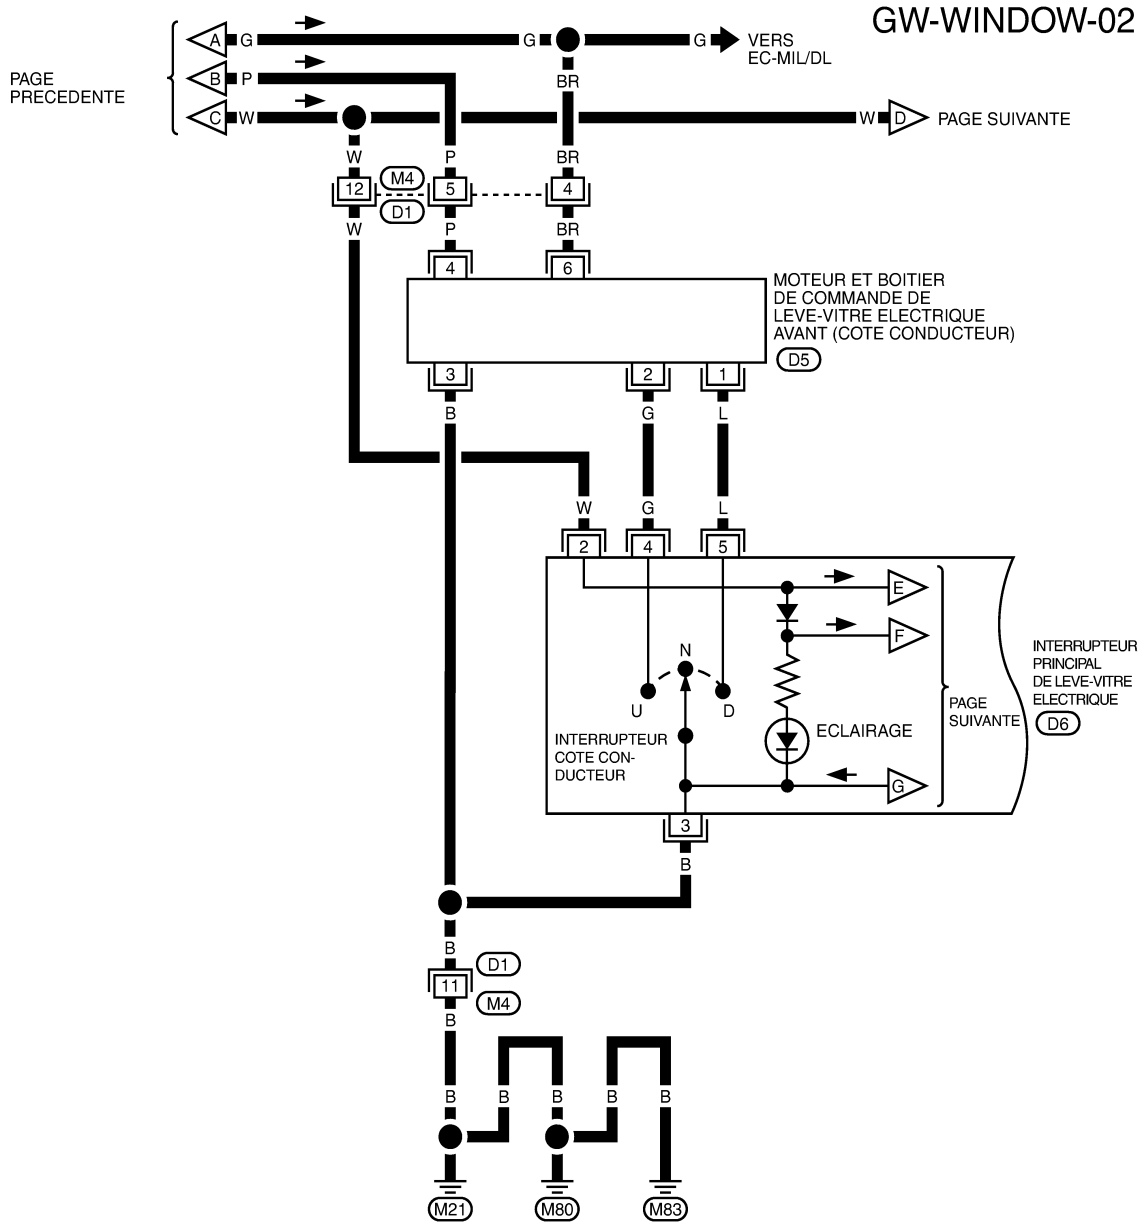 GW-WINDOW-02
A G G G VERS
EC-MIL/DL
PAGE
PRECEDENTE
B P BR
C W W D PAGE SUIVANTE
W P BR
12 M4 5 4
D1
W P BR
4 6
MOTEUR ET BOITIER
DE COMMANDE DE
LEVE-VITRE ELECTRIQUE
AVANT (COTE CONDUCTEUR)
D5
3 2 1
B G L
W G L
2 4 5
E
F
N
U D
INTERRUPTEUR
PRINCIPAL
DE LEVE-VITRE
ELECTRIQUE
D6
PAGE
SUIVANTE
ECLAIRAGE
INTERRUPTEUR
COTE CON-
DUCTEUR
G
3
B
B
D1
11
M4
B
B B B B B
M21 M80 M83